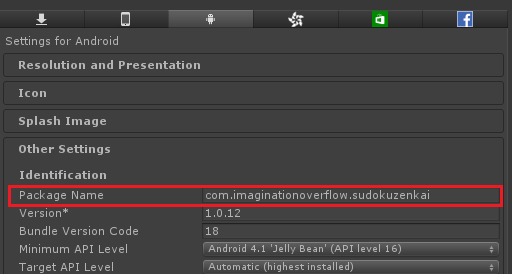 Settings for Android
Resolution and Presentation
Icon
Splash Image
Other Settings
Identification
Package Name com.imaginationoverflow.sudokuzenkai
Version* 1.0.12
Bundle Version Code 18
Minimum API Level Android 4.1 'Jelly Bean' (API level 16)
Target API Level Automatic (highest installed)